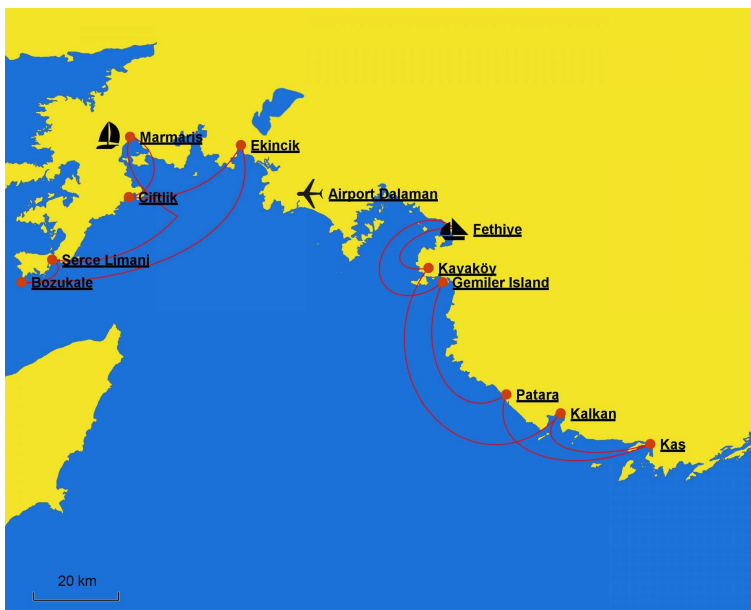 Marmaris
Ekincik
Ciftlik
Airport Dalaman
Fethiye
Serce Limani
Kayaköy
Bozukale
Gemiler Island
Patara
Kalkan
Kas
20 km